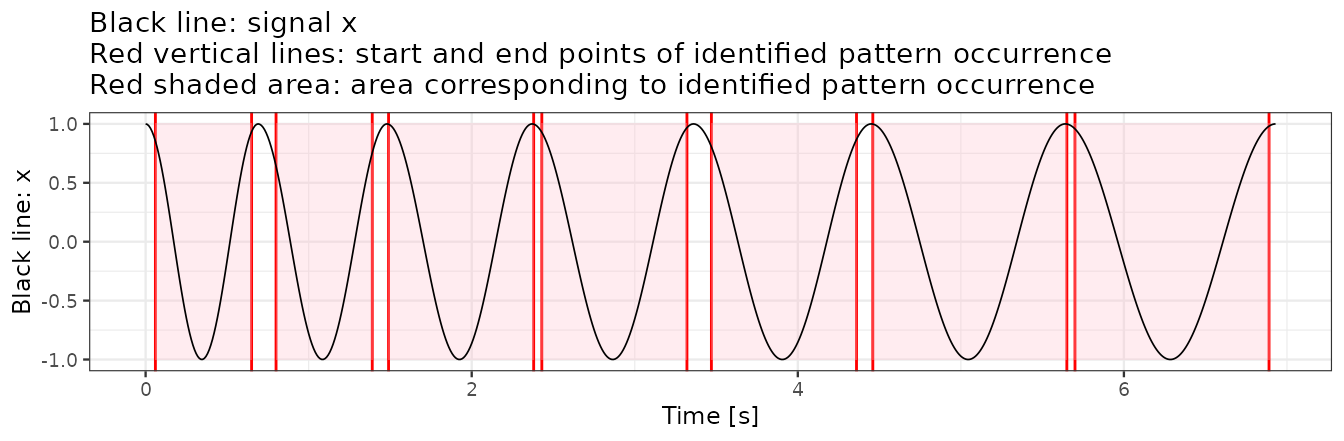 Black line: signal x
Red vertical lines: start and end points of identified pattern occurrence
Red shaded area: area corresponding to identified pattern occurrence
Black line: x
1.0
0.5
0.0
-0.5
-1.0
0 2 4 6
Time [s]